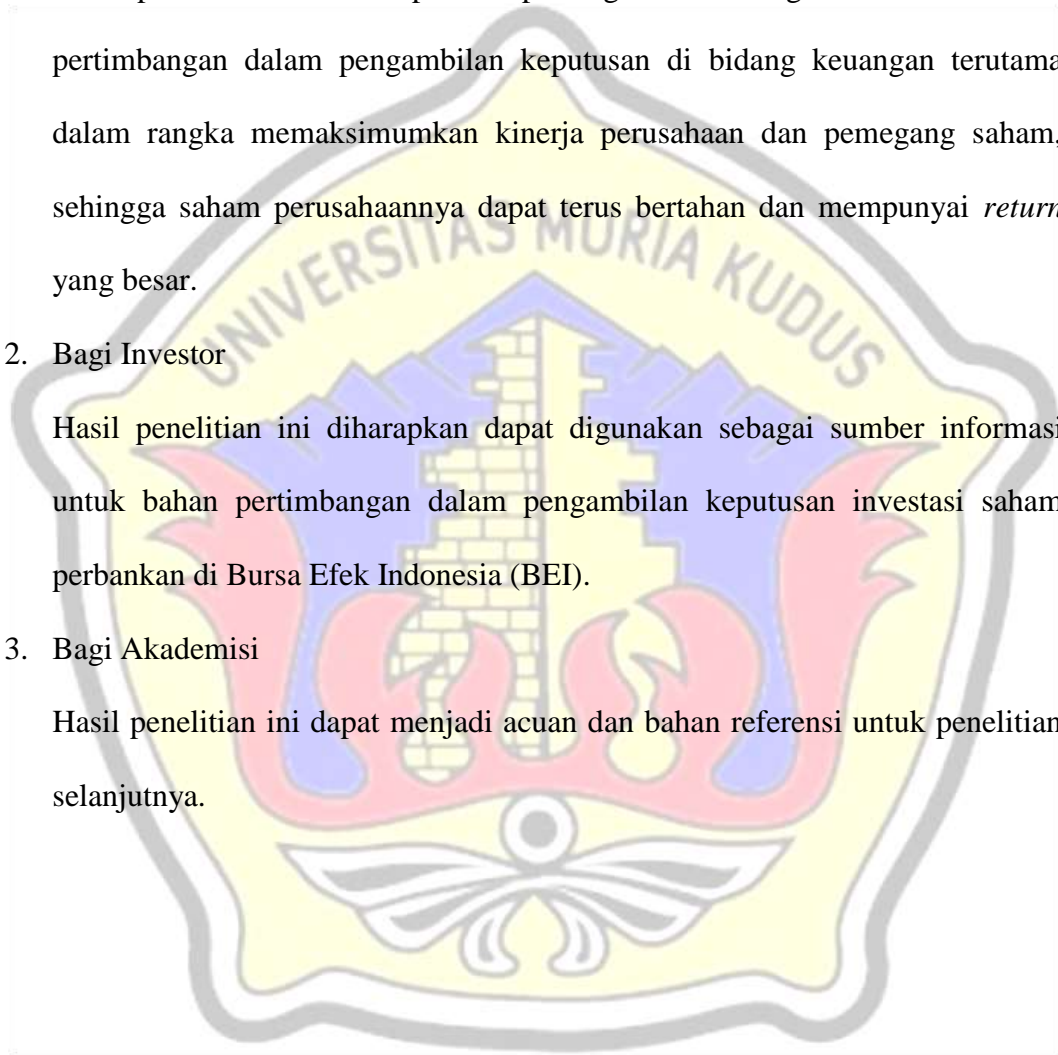 pertimbangan dalam pengambilan keputusan di bidang keuangan terutama
dalam rangka memaksimumkan kinerja perusahaan dan pemegang saham,
sehingga saham perusahaannya dapat terus bertahan dan mempunyai return
yang besar.
UNIVERSITAS MURIA KUDUS
2. Bagi Investor
Hasil penelitian ini diharapkan dapat digunakan sebagai sumber informasi
untuk bahan pertimbangan dalam pengambilan keputusan investasi saham
perbankan di Bursa Efek Indonesia (BEI).
3. Bagi Akademisi
Hasil penelitian ini dapat menjadi acuan dan bahan referensi untuk penelitian
selanjutnya.